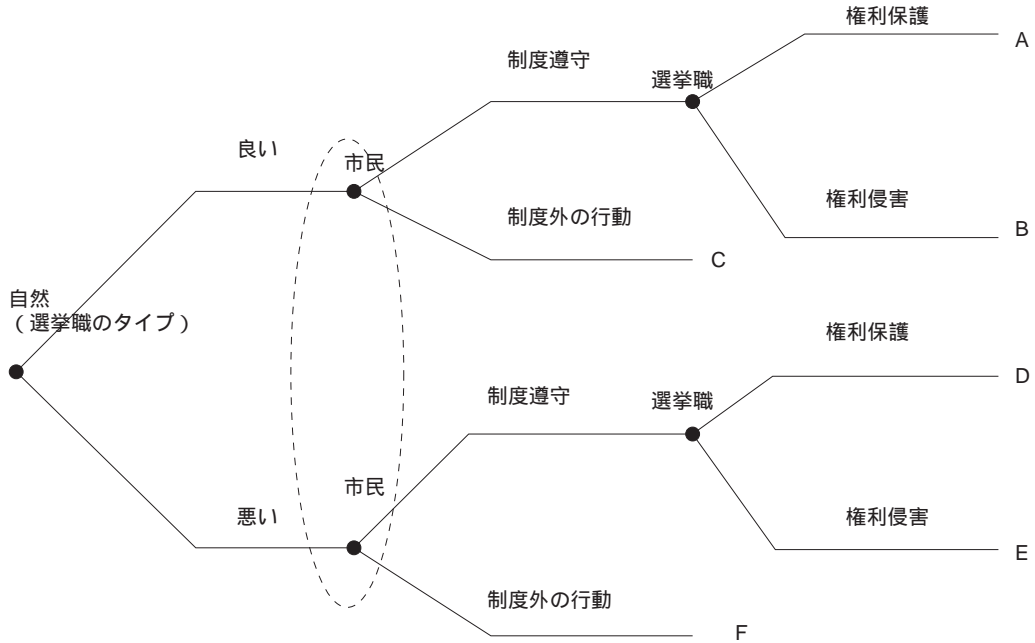 権利保護
A
制度遵守
選挙職
良い
市民
権利侵害
B
制度外の行動
C
自然
(選挙職のタイプ)
権利保護
D
制度遵守
選挙職
市民
悪い
権利侵害
E
制度外の行動
F